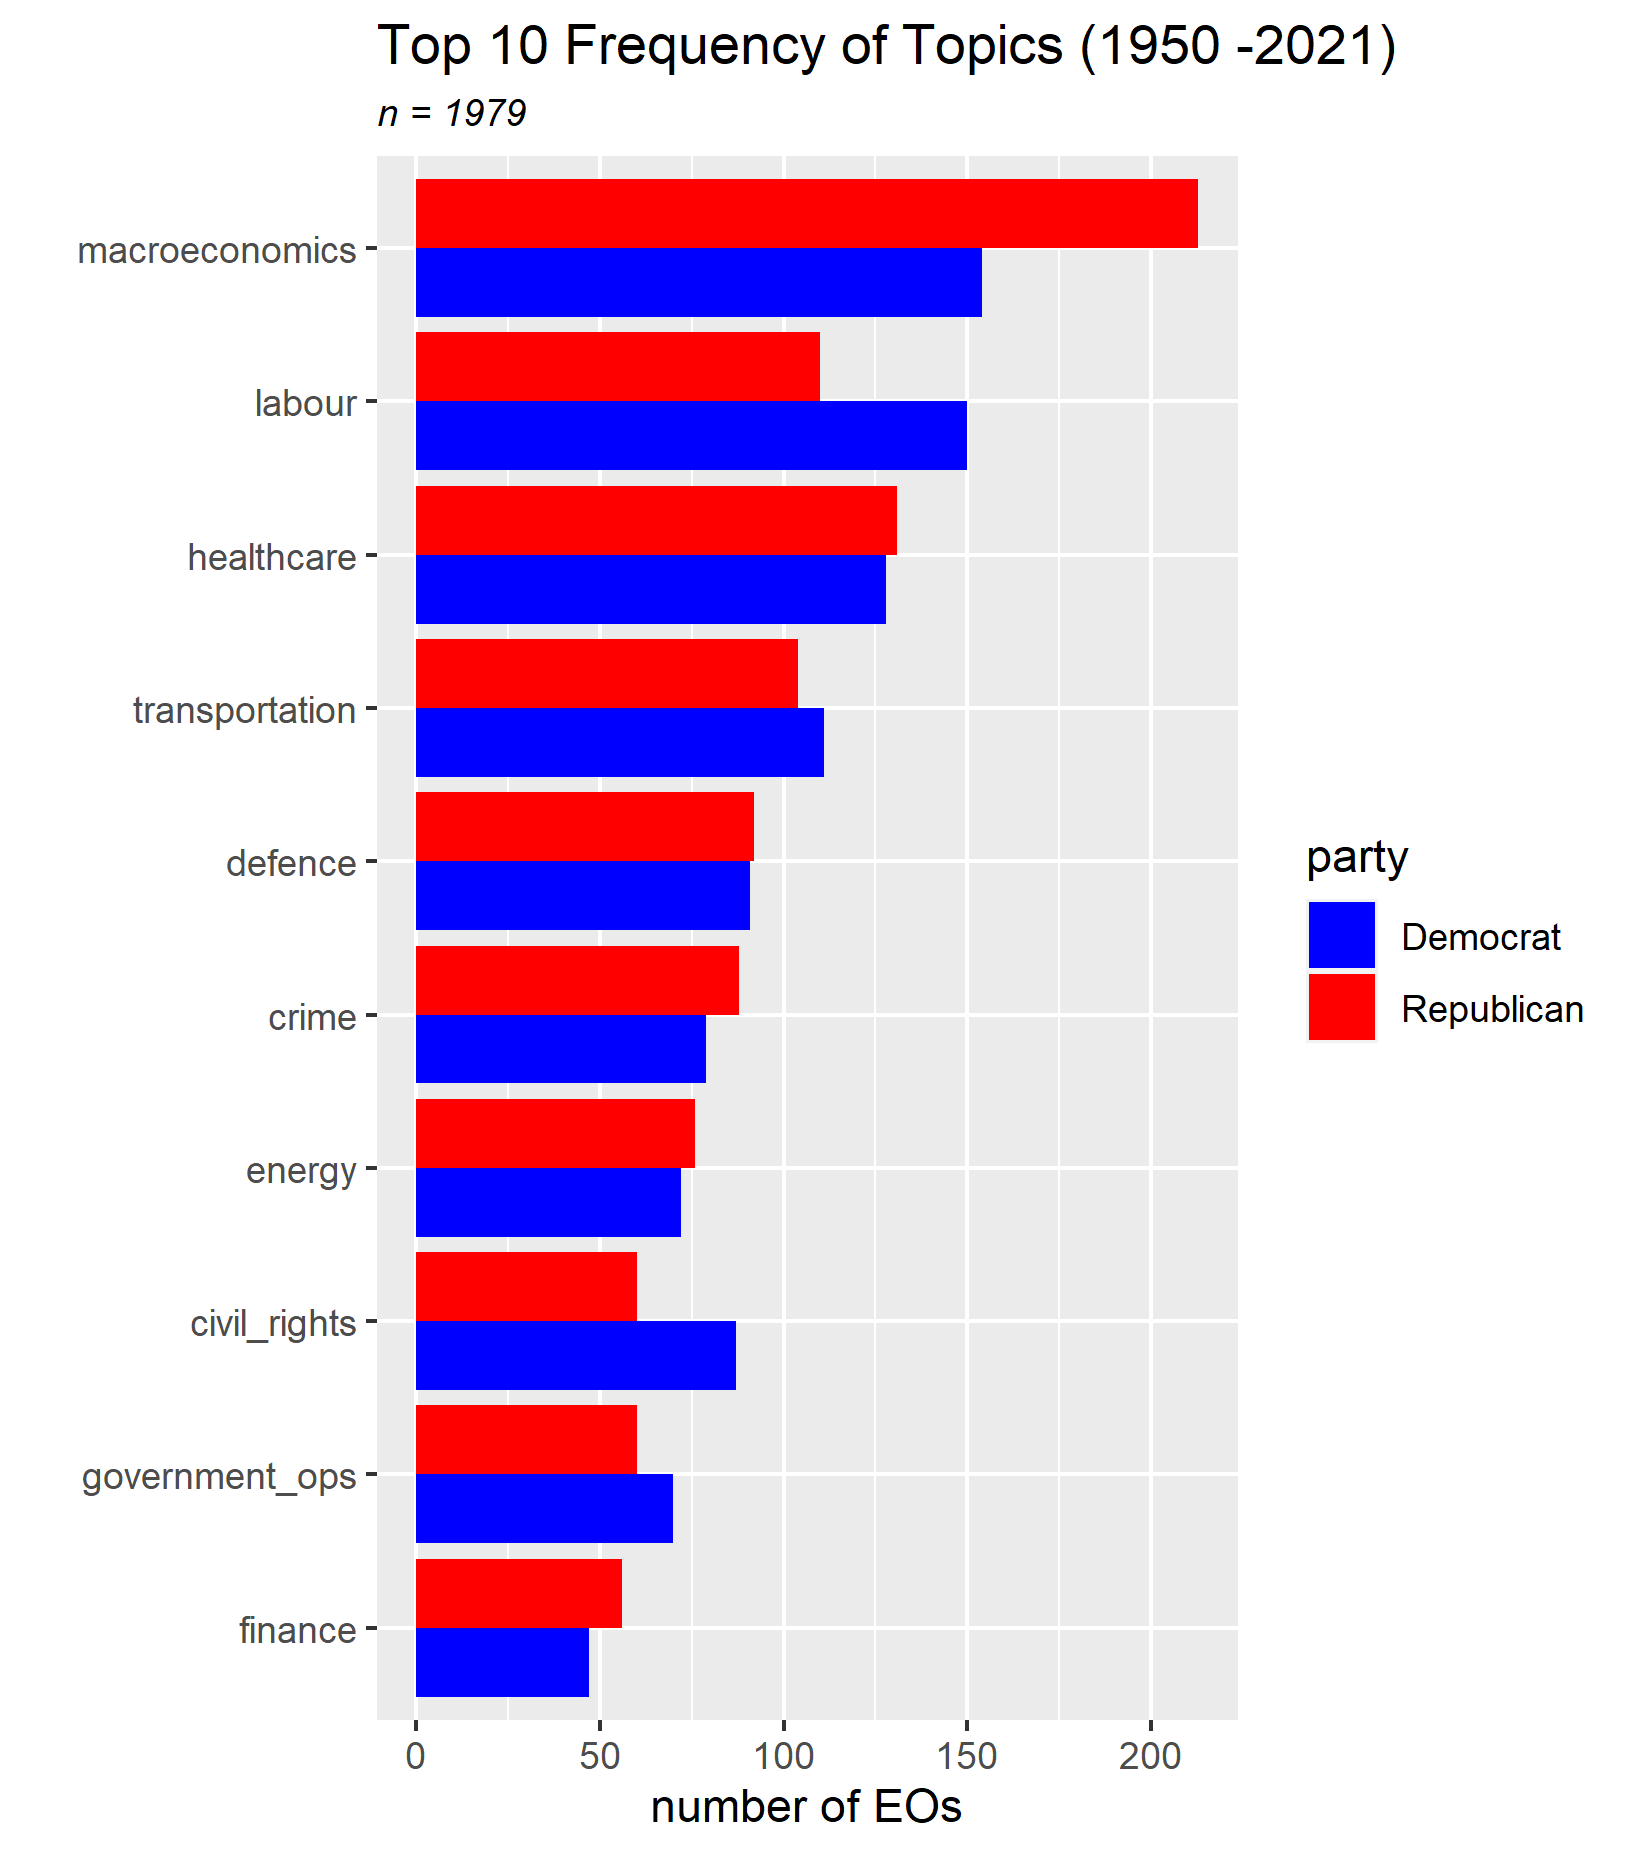 Top 10 Frequency of Topics (1950 -2021)
n = 1979
macroeconomics
labour
healthcare
transportation
defence
crime
energy
civil_rights
government_ops
finance
0 50 100 150 200
number of EOs
party
Democrat
Republican